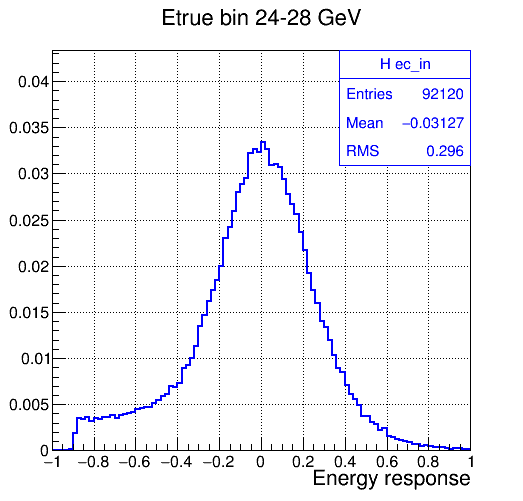 Etrue bin 24-28 GeV
H ec_in
Entries 92120
Mean −0.03127
RMS 0.296
0.04
0.035
0.03
0.025
0.02
0.015
0.01
0.005
0
−1 −0.8 −0.6 −0.4 −0.2 0 0.2 0.4 0.6 0.8 1
Energy response